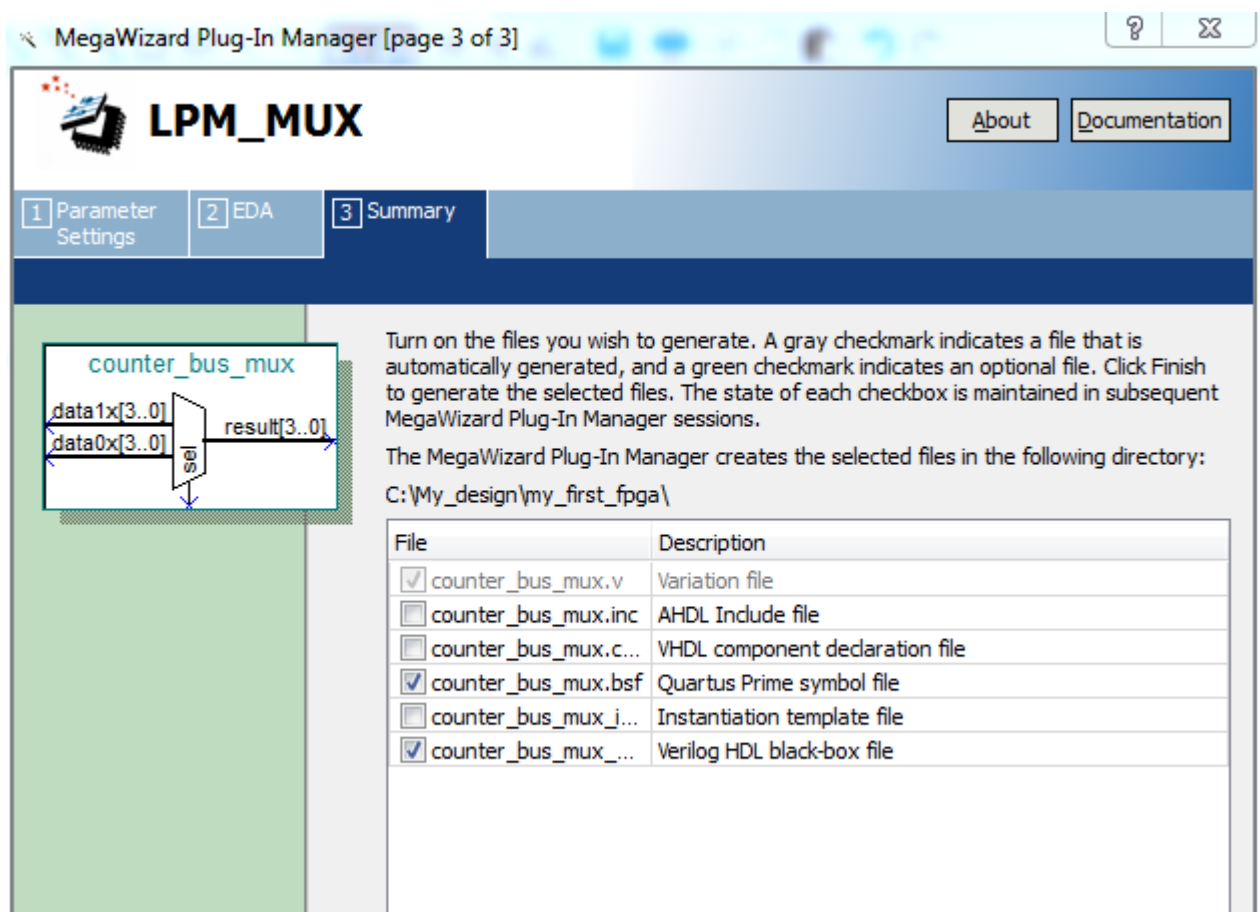 MegaWizard Plug-In Manager [page 3 of 3]
LPM_MUX
About
Documentation
1 Parameter Settings
2 EDA
3 Summary
counter_bus_mux
data1x[3..0]
data0x[3..0]
sel
result[3..0]
Turn on the files you wish to generate. A gray checkmark indicates a file that is
automatically generated, and a green checkmark indicates an optional file. Click Finish
to generate the selected files. The state of each checkbox is maintained in subsequent
MegaWizard Plug-In Manager sessions.
The MegaWizard Plug-In Manager creates the selected files in the following directory:
C:\My_design\my_first_fpga\
File Description
counter_bus_mux.v Variation file
counter_bus_mux.inc AHDL Include file
counter_bus_mux.c... VHDL component declaration file
counter_bus_mux.bsf Quartus Prime symbol file
counter_bus_mux_i... Instantiation template file
counter_bus_mux_... Verilog HDL black-box file